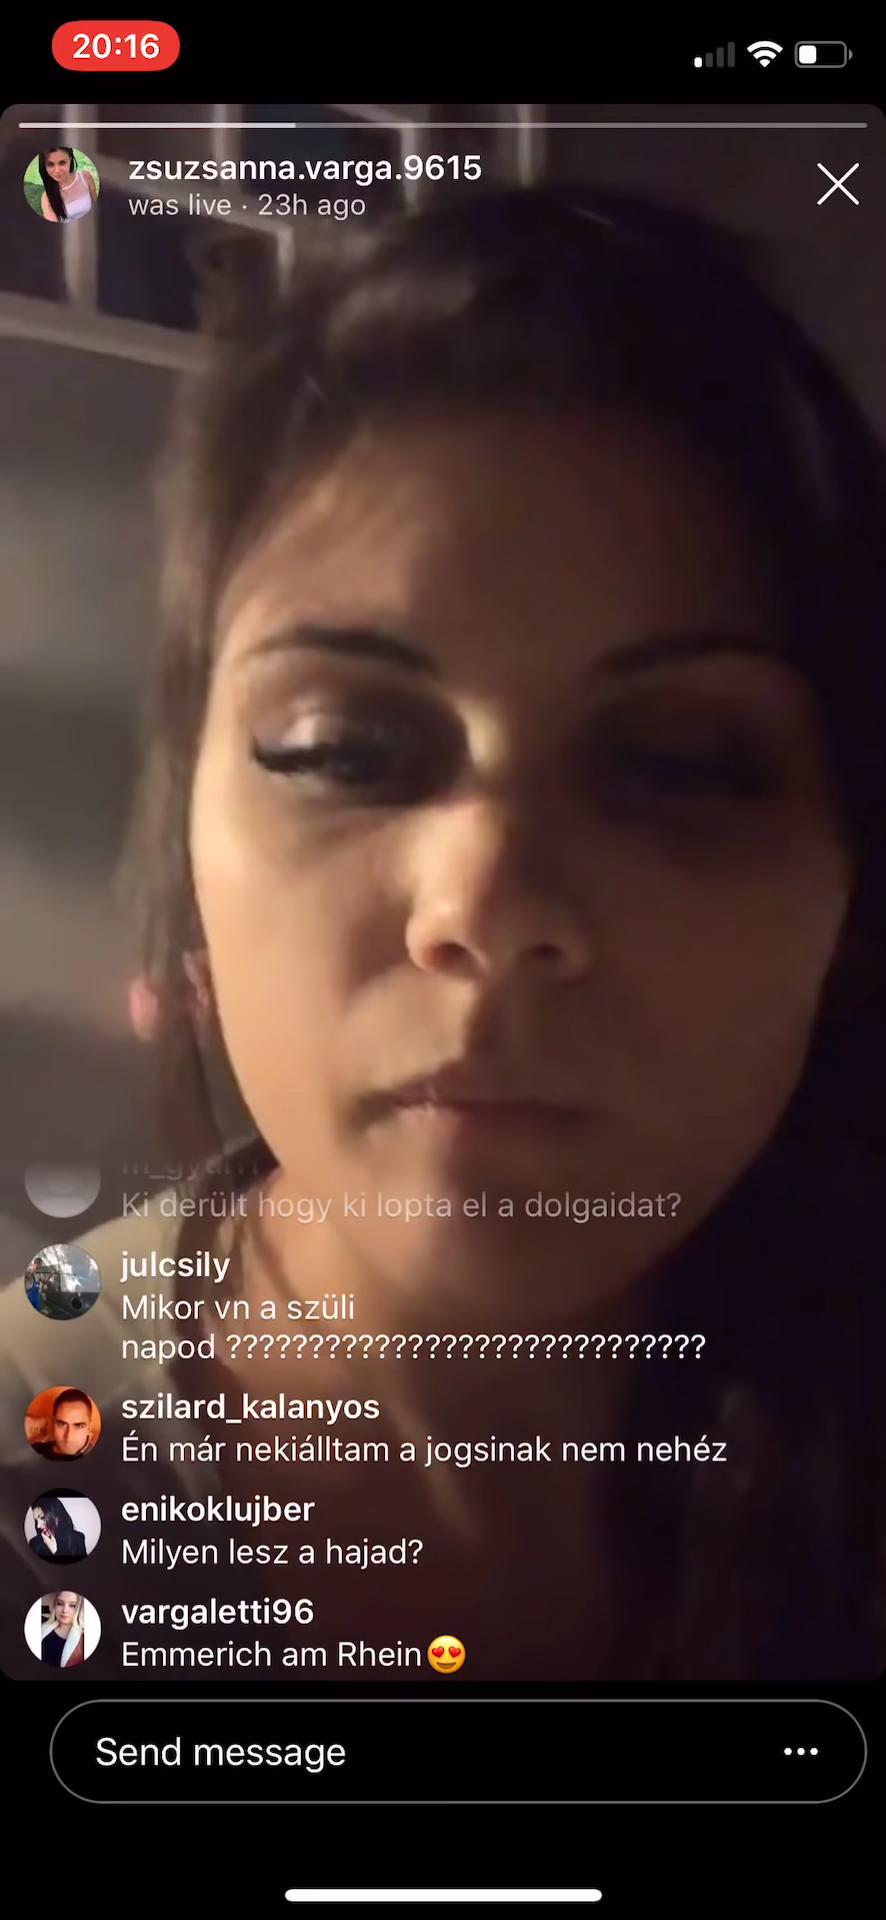 20:16
zsuzsanna.varga.9615
was live · 23h ago
Ki derült hogy ki lopta el a dolgaidat?
julcsily
Mikor vn a szüli
napod ?????????????????????????????
szilard_kalanyos
Én már nekiálltam a jogsinak nem nehéz
enikoklujber
Milyen lesz a hajad?
vargaletti96
Emmerich am Rhein😍
Send message